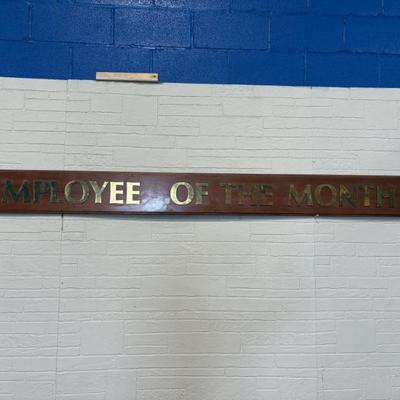 EMPLOYEE OF THE MONTH